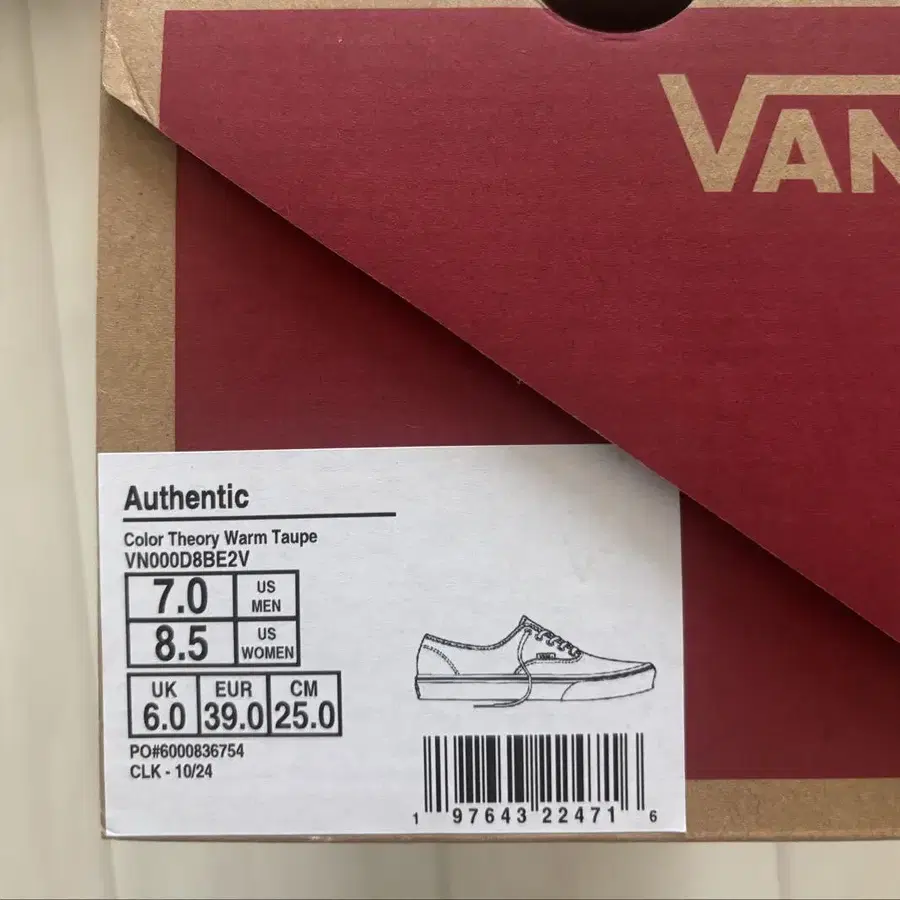 VAN
Authentic
Color Theory Warm Taupe
VN000D8BE2V
7.0 US MEN
8.5 US WOMEN
UK EUR CM
6.0 39.0 25.0
PO#6000836754
CLK - 10/24
1 97643 22471 6